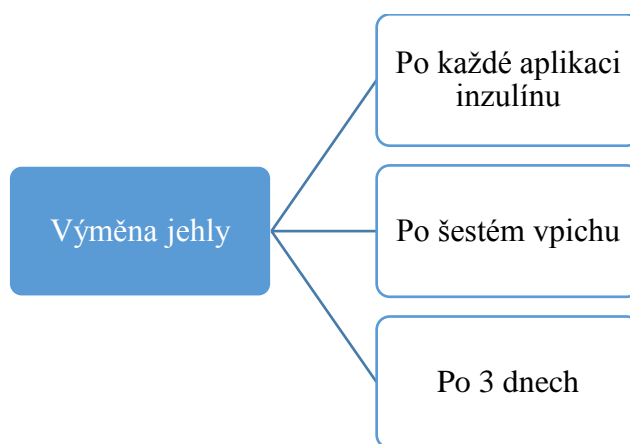 Výměna jehly
Po každé aplikaci
inzulínu
Po šestém vpichu
Po 3 dnech